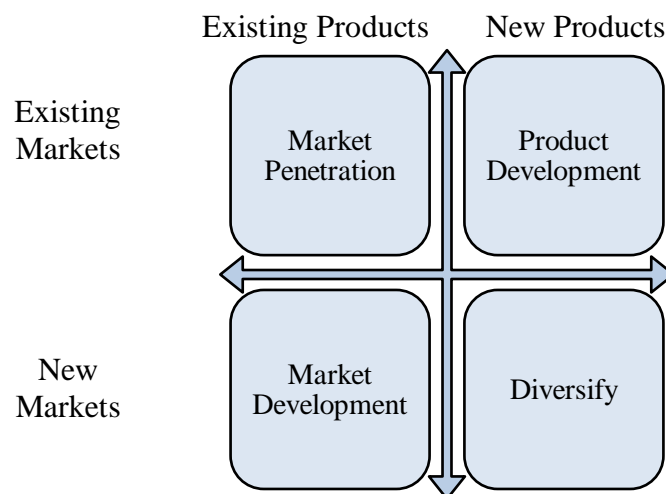 Existing Products New Products
Existing
Markets
Market
Penetration
Product
Development
New
Markets
Market
Development
Diversify